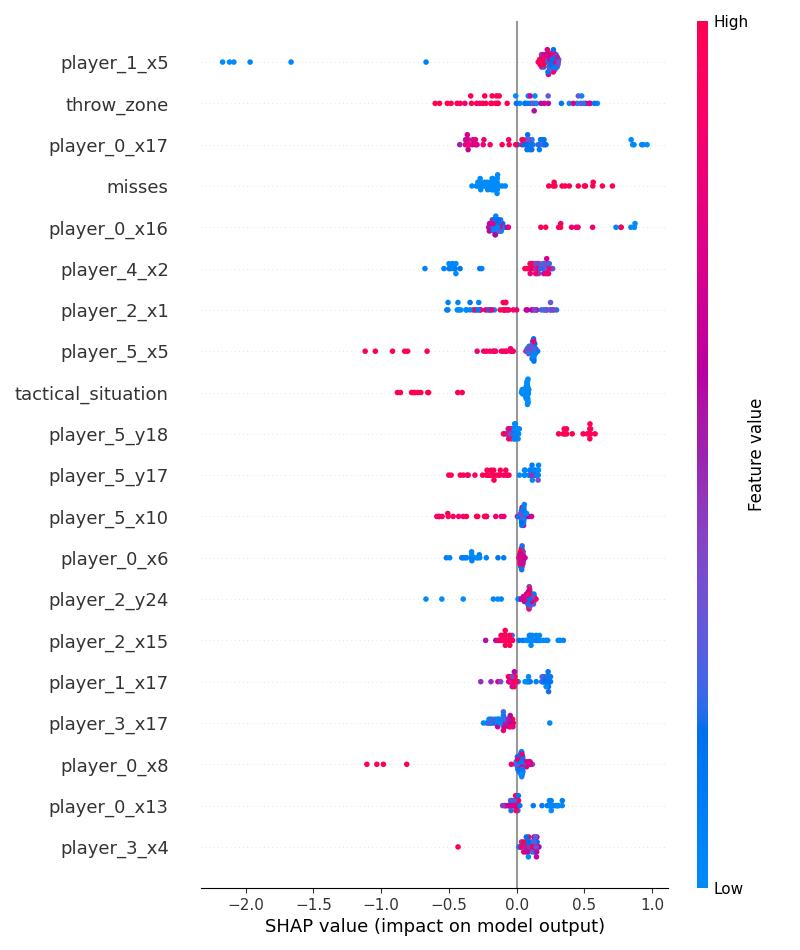 High
player_1_x5
throw_zone
player_0_x17
misses
player_0_x16
player_4_x2
player_2_x1
player_5_x5
tactical_situation
player_5_y18
player_5_y17
player_5_x10
player_0_x6
player_2_y24
player_2_x15
player_1_x17
player_3_x17
player_0_x8
player_0_x13
player_3_x4
Feature value
Low
−2.0 −1.5 −1.0 −0.5 0.0 0.5 1.0
SHAP value (impact on model output)